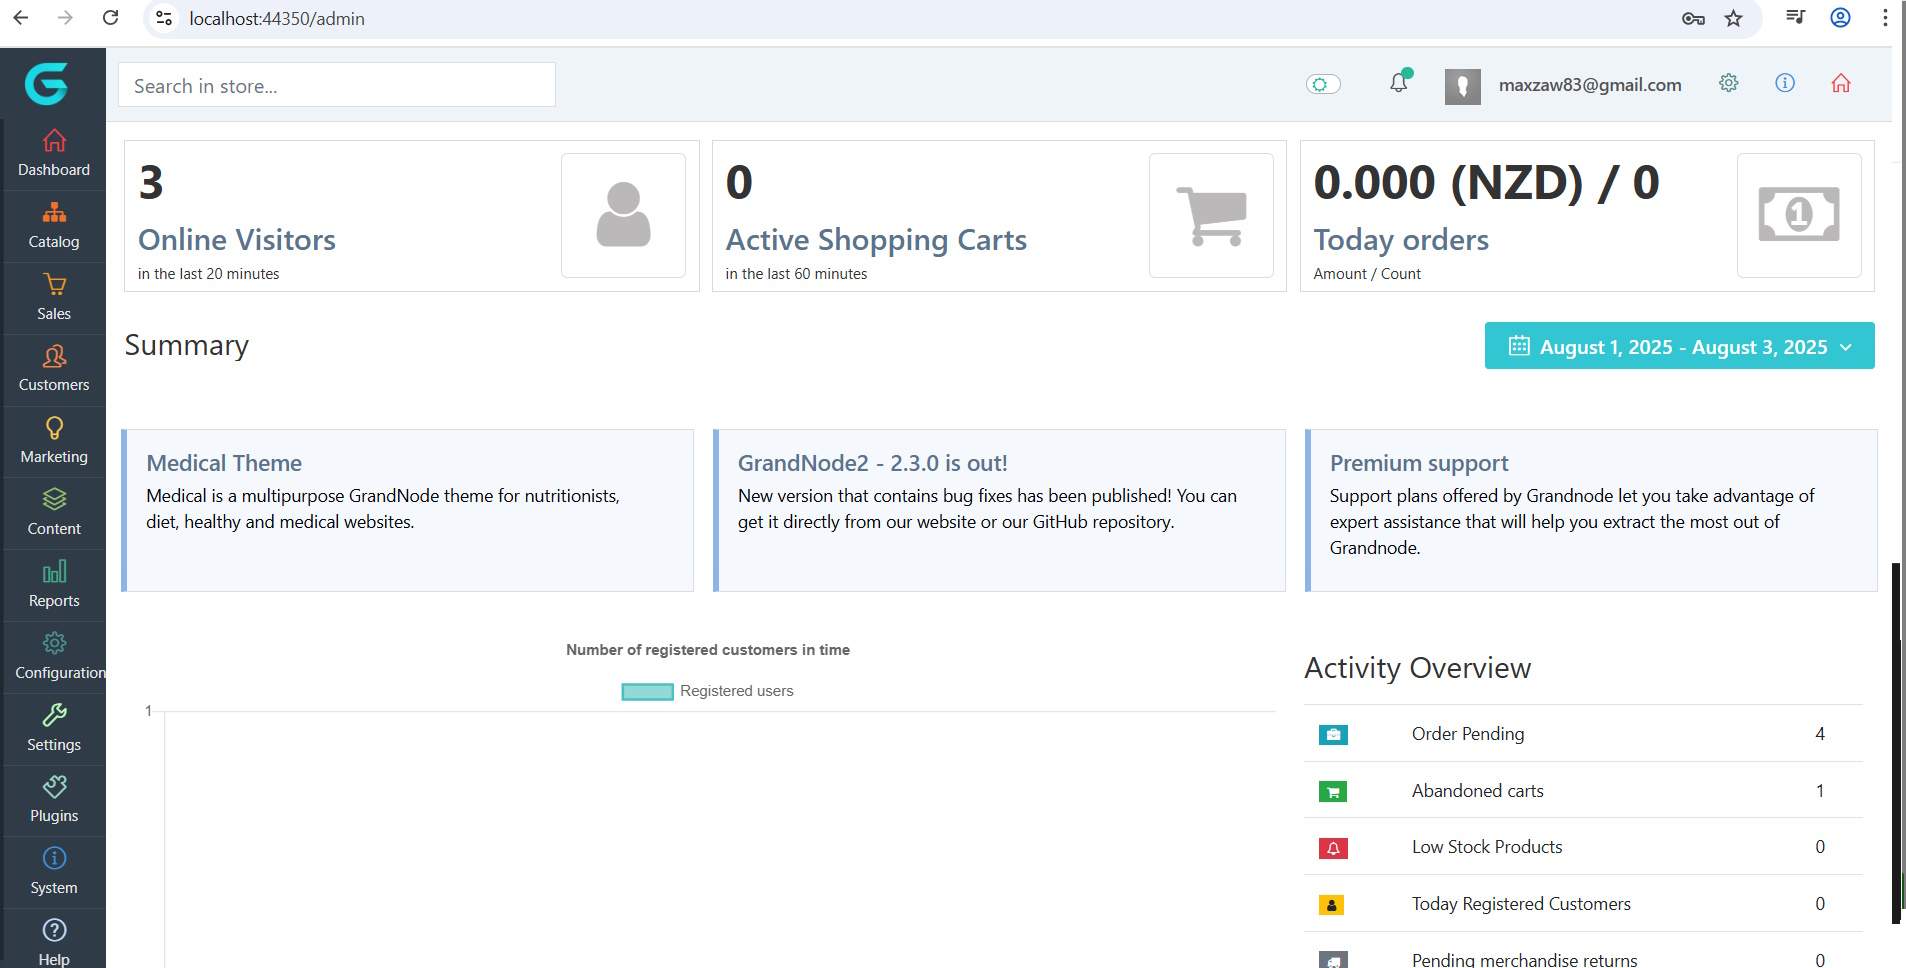 localhost:44350/admin
Search in store...
maxzaw83@gmail.com
Dashboard
Catalog
Sales
Customers
Marketing
Content
Reports
Configuration
Settings
Plugins
System
Help
3
Online Visitors
in the last 20 minutes
0
Active Shopping Carts
in the last 60 minutes
0.000 (NZD) / 0
Today orders
Amount / Count
1
Summary
August 1, 2025 - August 3, 2025
Medical Theme
Medical is a multipurpose GrandNode theme for nutritionists,
diet, healthy and medical websites.
GrandNode2 - 2.3.0 is out!
New version that contains bug fixes has been published! You can
get it directly from our website or our GitHub repository.
Premium support
Support plans offered by Grandnode let you take advantage of
expert assistance that will help you extract the most out of
Grandnode.
Number of registered customers in time
Registered users
1
Activity Overview
Order Pending 4
Abandoned carts 1
Low Stock Products 0
Today Registered Customers 0
Pending merchandise returns 0